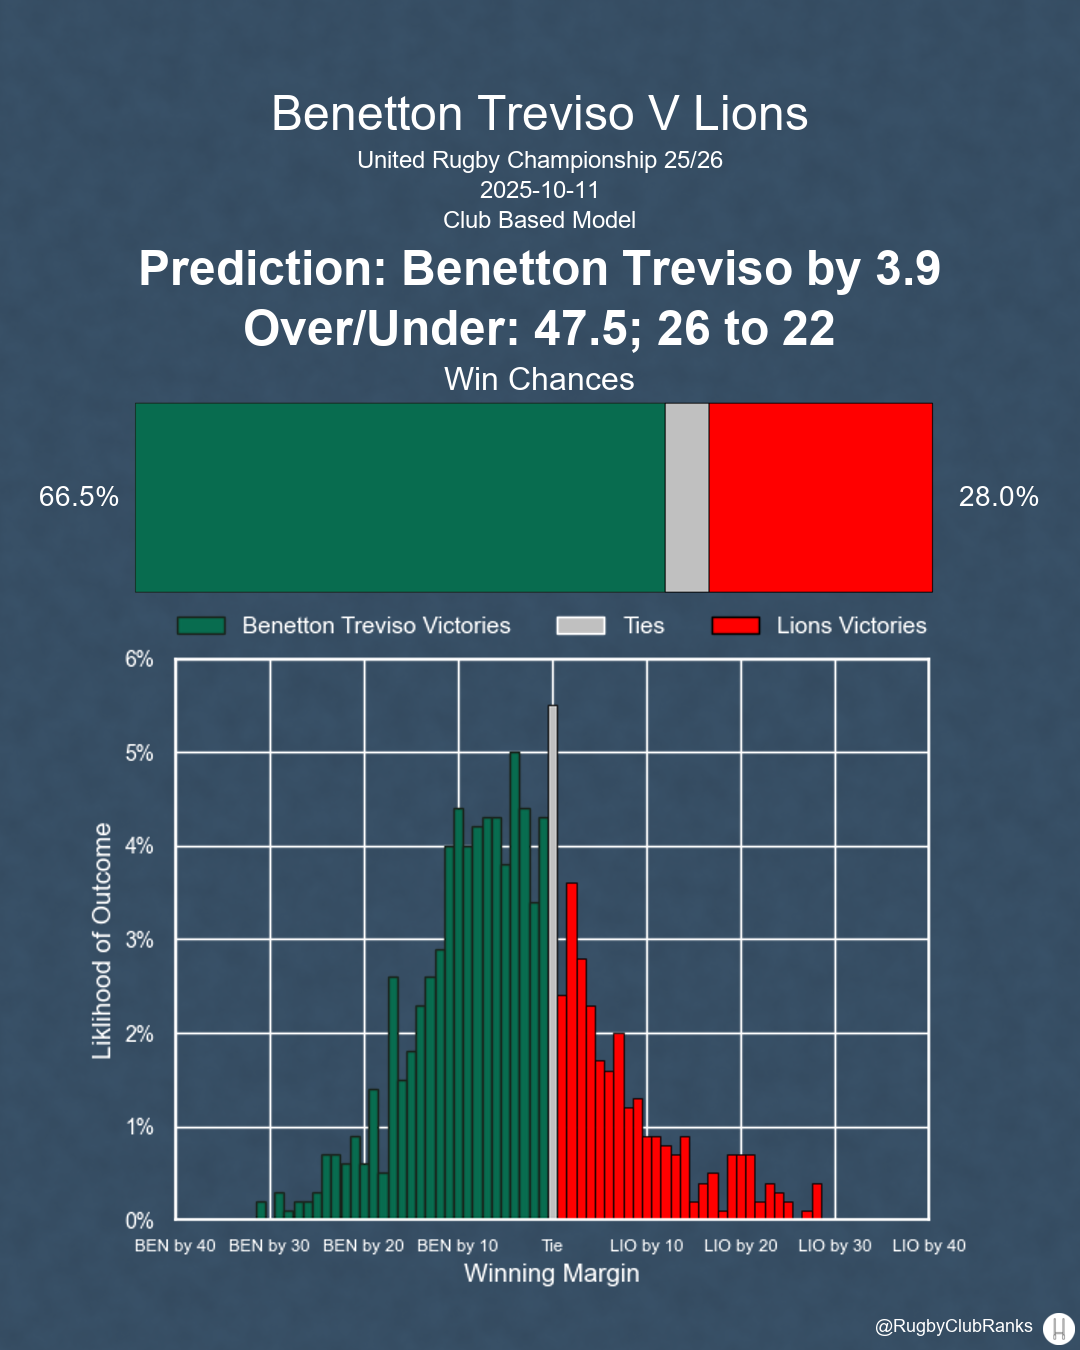 Benetton Treviso V Lions
United Rugby Championship 25/26
2025-10-11
Club Based Model
Prediction: Benetton Treviso by 3.9
Over/Under: 47.5; 26 to 22
Win Chances
66.5%
28.0%
Benetton Treviso Victories
Ties
Lions Victories
6%
5%
4%
3%
2%
1%
0%
Liklihood of Outcome
BEN by 40
BEN by 30
BEN by 20
BEN by 10
Tie
LIO by 10
LIO by 20
LIO by 30
LIO by 40
Winning Margin
@RugbyClubRanks